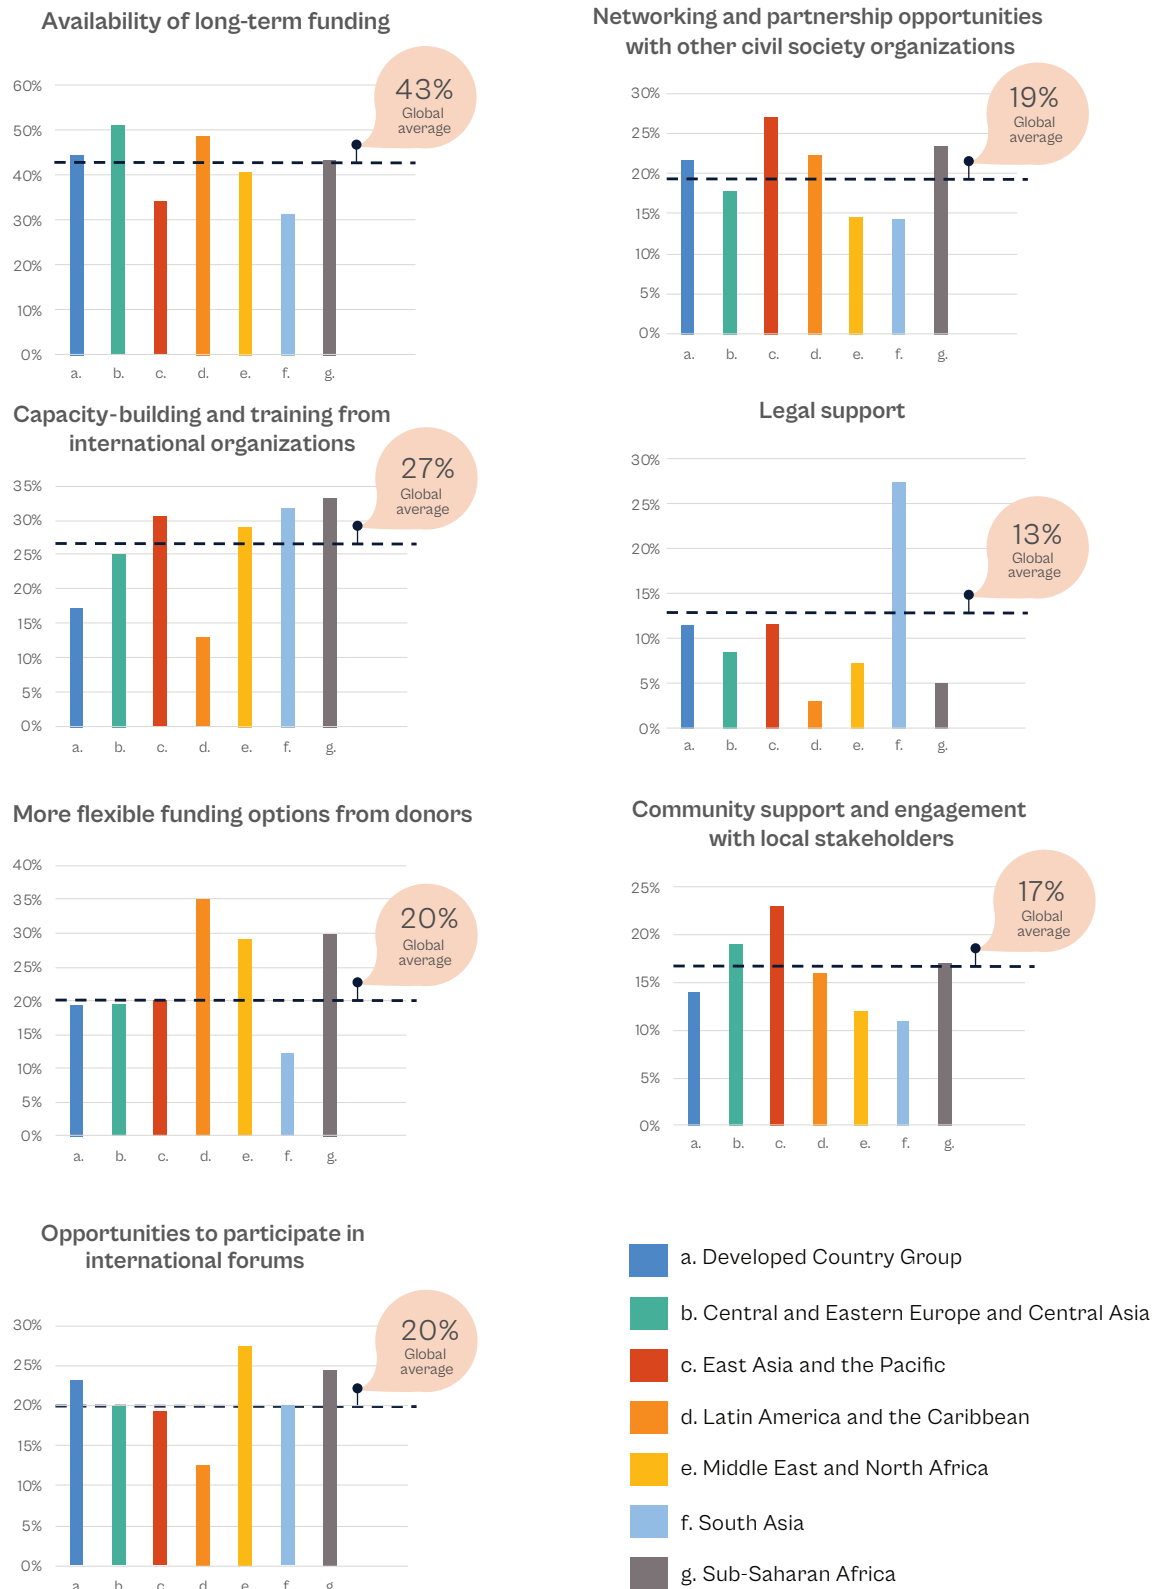 Availability of long-term funding
60%
50%
40%
30%
20%
10%
0%
43%
Global
average
a. b. c. d. e. f. g.
Networking and partnership opportunities
with other civil society organizations
30%
25%
20%
15%
10%
5%
0%
19%
Global
average
a. b. c. d. e. f. g.
Capacity-building and training from
international organizations
35%
30%
25%
20%
15%
10%
5%
0%
27%
Global
average
a. b. c. d. e. f. g.
Legal support
30%
25%
20%
15%
10%
5%
0%
13%
Global
average
a. b. c. d. e. f. g.
More flexible funding options from donors
40%
35%
30%
25%
20%
15%
10%
5%
0%
20%
Global
average
a. b. c. d. e. f. g.
Community support and engagement
with local stakeholders
25%
20%
15%
10%
5%
0%
17%
Global
average
a. b. c. d. e. f. g.
Opportunities to participate in
international forums
30%
25%
20%
15%
10%
5%
0%
20%
Global
average
a. b. c. d. e. f. g.
a. Developed Country Group
b. Central and Eastern Europe and Central Asia
c. East Asia and the Pacific
d. Latin America and the Caribbean
e. Middle East and North Africa
f. South Asia
g. Sub-Saharan Africa